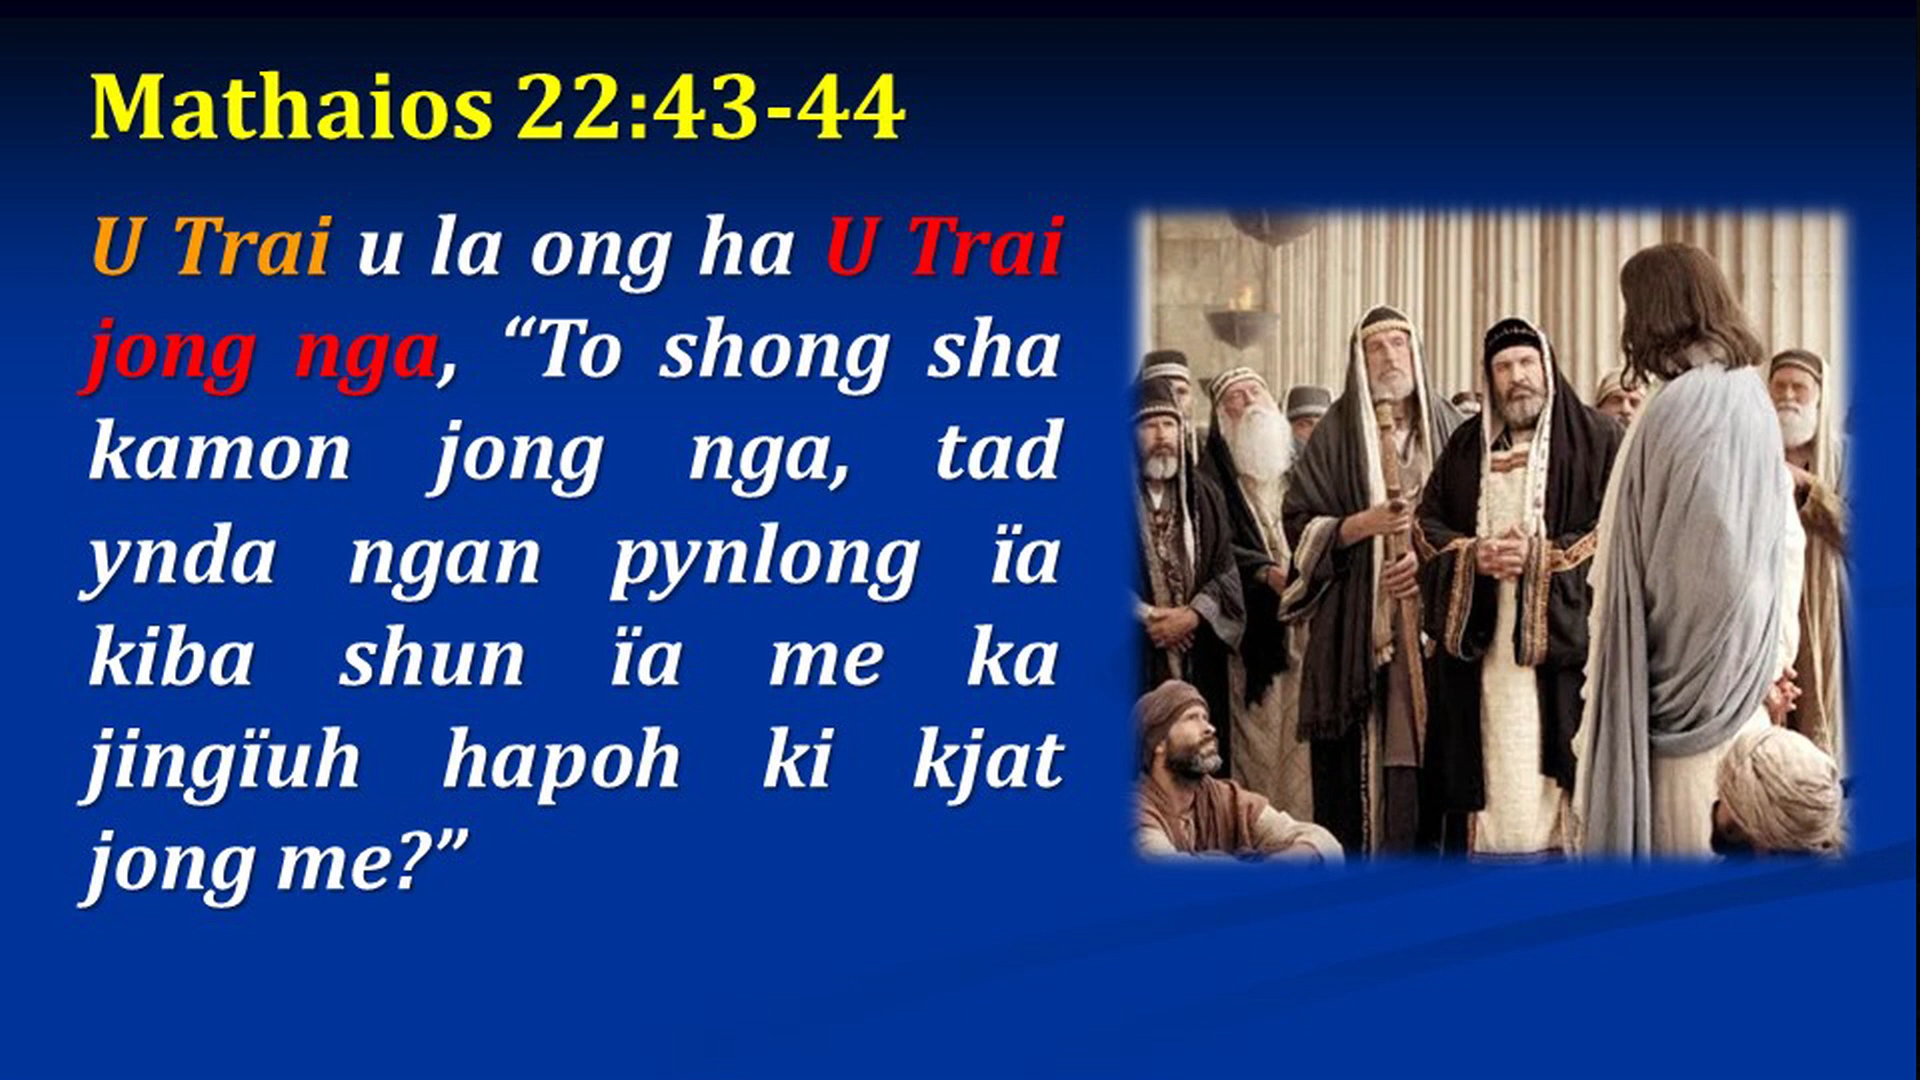 Mathaios 22:43-44
U Trai u la ong ha U Trai
jong nga, “To shong sha
kamon jong nga, tad
ynda ngan pynlong ïa
kiba shun ïa me ka
jingïuh hapoh ki kjat
jong me?”